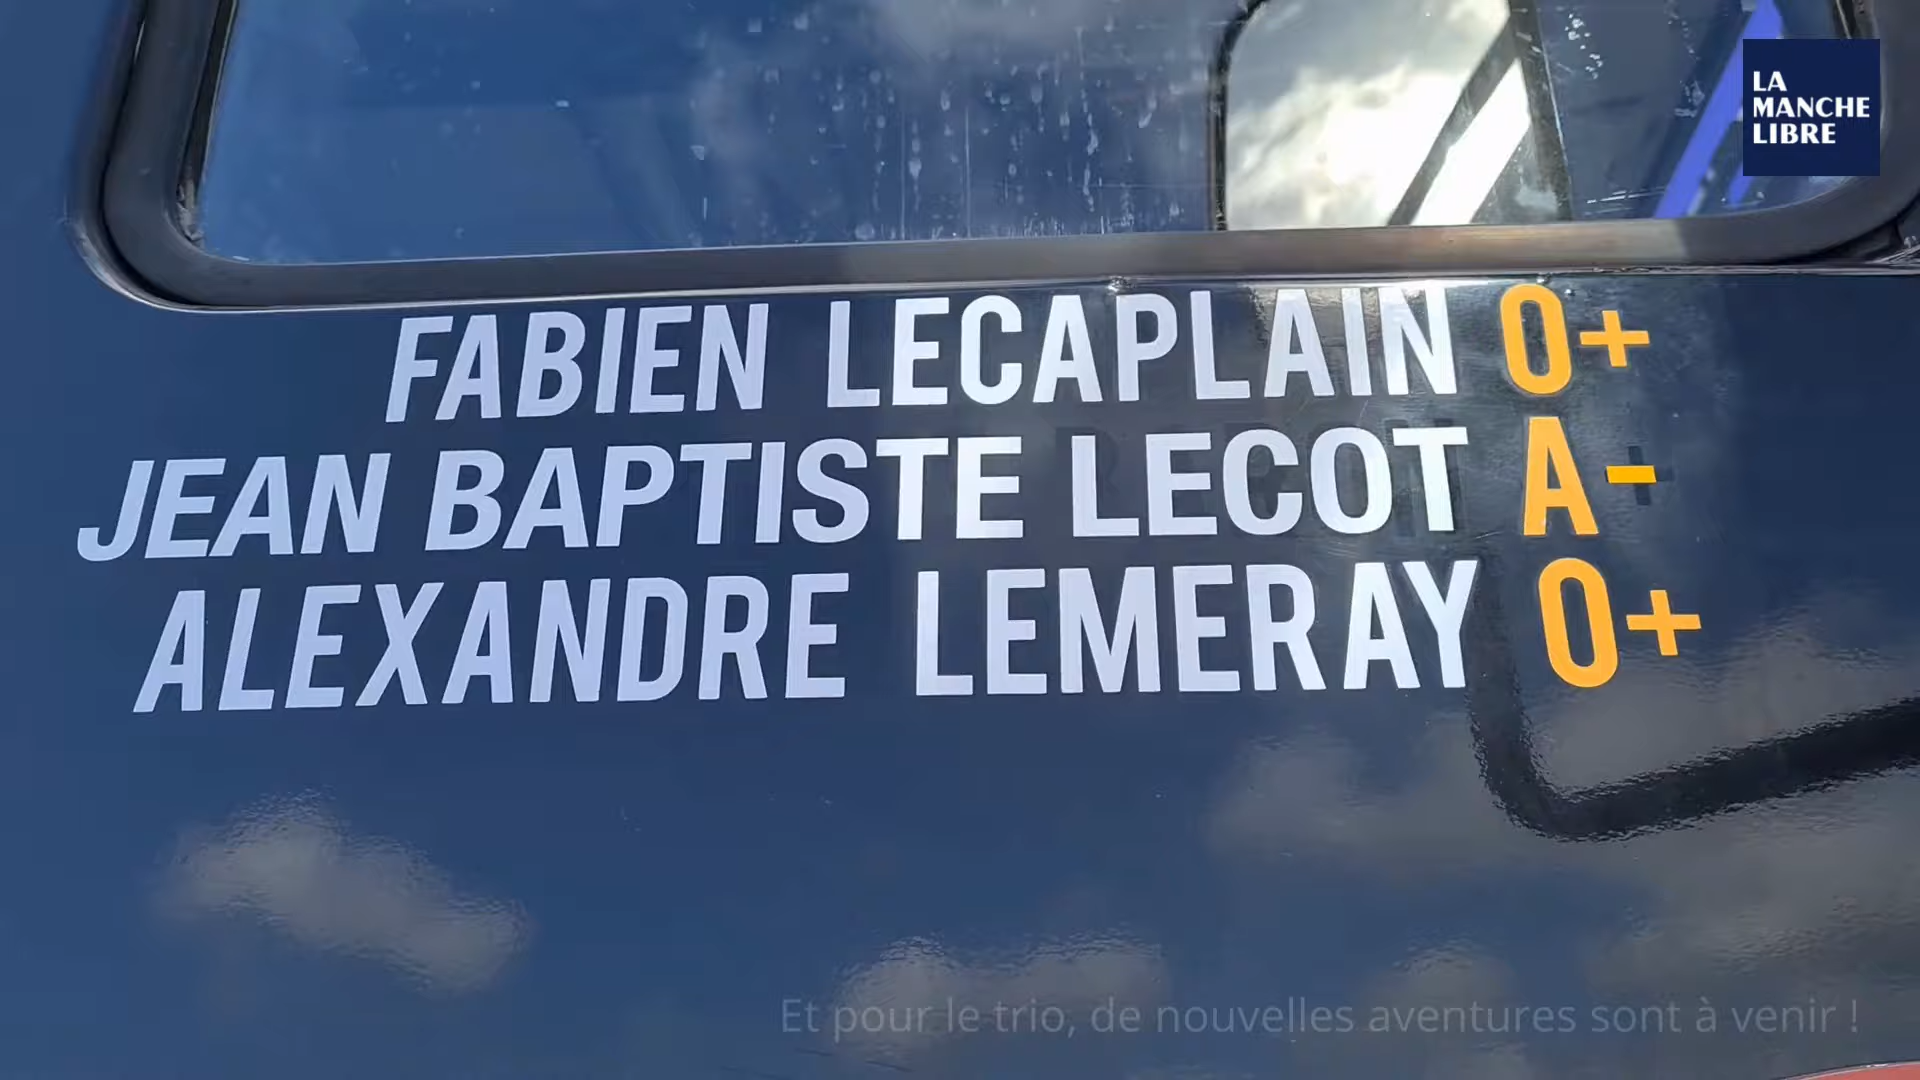 LA
MANCHE
LIBRE
FABIEN LECAPLAIN O+
JEAN BAPTISTE LECOT A-
ALEXANDRE LEMERAY O+
Et pour le trio, de nouvelles aventures sont à venir !